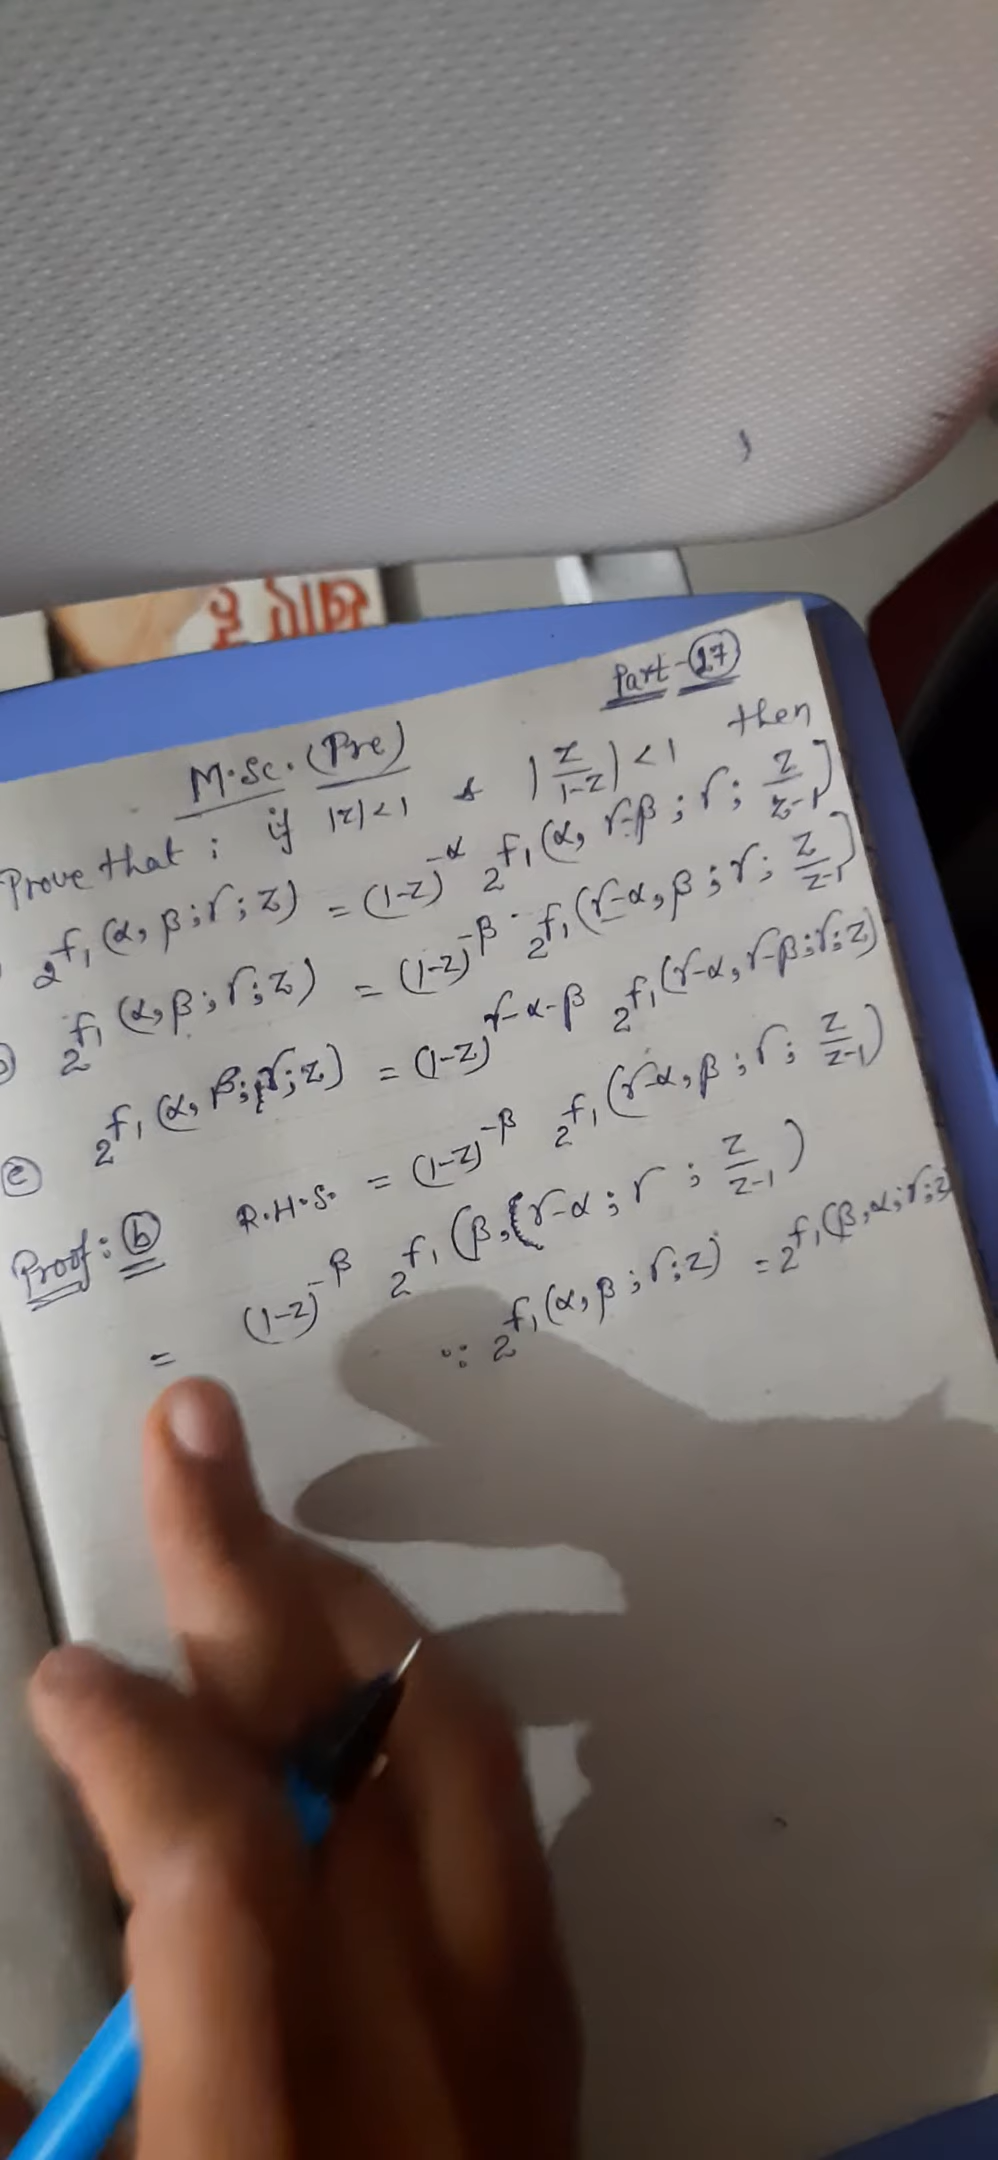 Part-27
M.Sc. (Pre)
Prove that : if |z|<1 & |z/(1-z)|<1 then
₂F₁(α, β; γ; z) = (1-z)^-α ₂F₁(α, γ-β; γ; z/(z-1))
₂F₁(α, β; γ; z) = (1-z)^-β · ₂F₁(γ-α, β; γ; z/(z-1))
c ₂F₁(α, β; γ; z) = (1-z)^γ-α-β ₂F₁(γ-α, γ-β; γ; z)
Proof: b R.H.S. = (1-z)^-β ₂F₁(γ-α, β; γ; z/(z-1))
= (1-z)^-β ₂F₁(β, γ-α; γ; z/(z-1))
∵ ₂F₁(α, β; γ; z) = ₂F₁(β, α; γ; z)